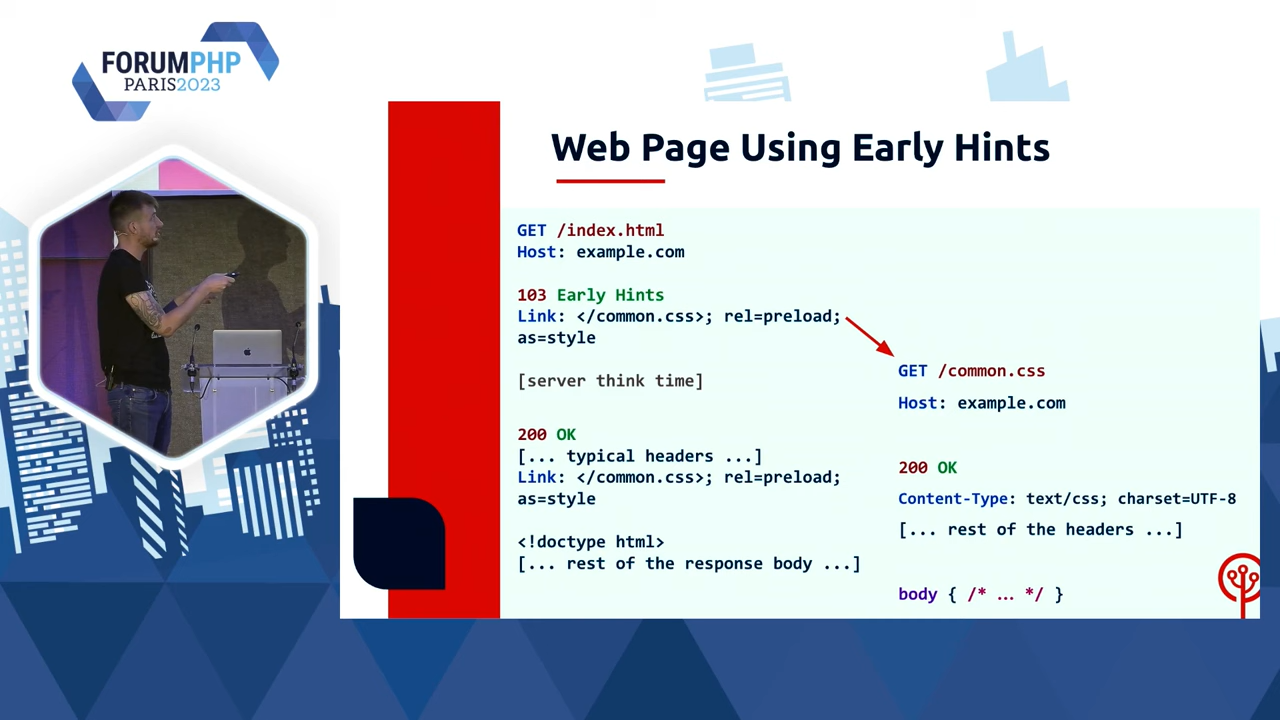 FORUMPHP
PARIS2023
Web Page Using Early Hints
GET /index.html
Host: example.com
103 Early Hints
Link: </common.css>; rel=preload;
as=style
[server think time]
200 OK
[... typical headers ...]
Link: </common.css>; rel=preload;
as=style
<!doctype html>
[... rest of the response body ...]
GET /common.css
Host: example.com
200 OK
Content-Type: text/css; charset=UTF-8
[... rest of the headers ...]
body { /* … */ }